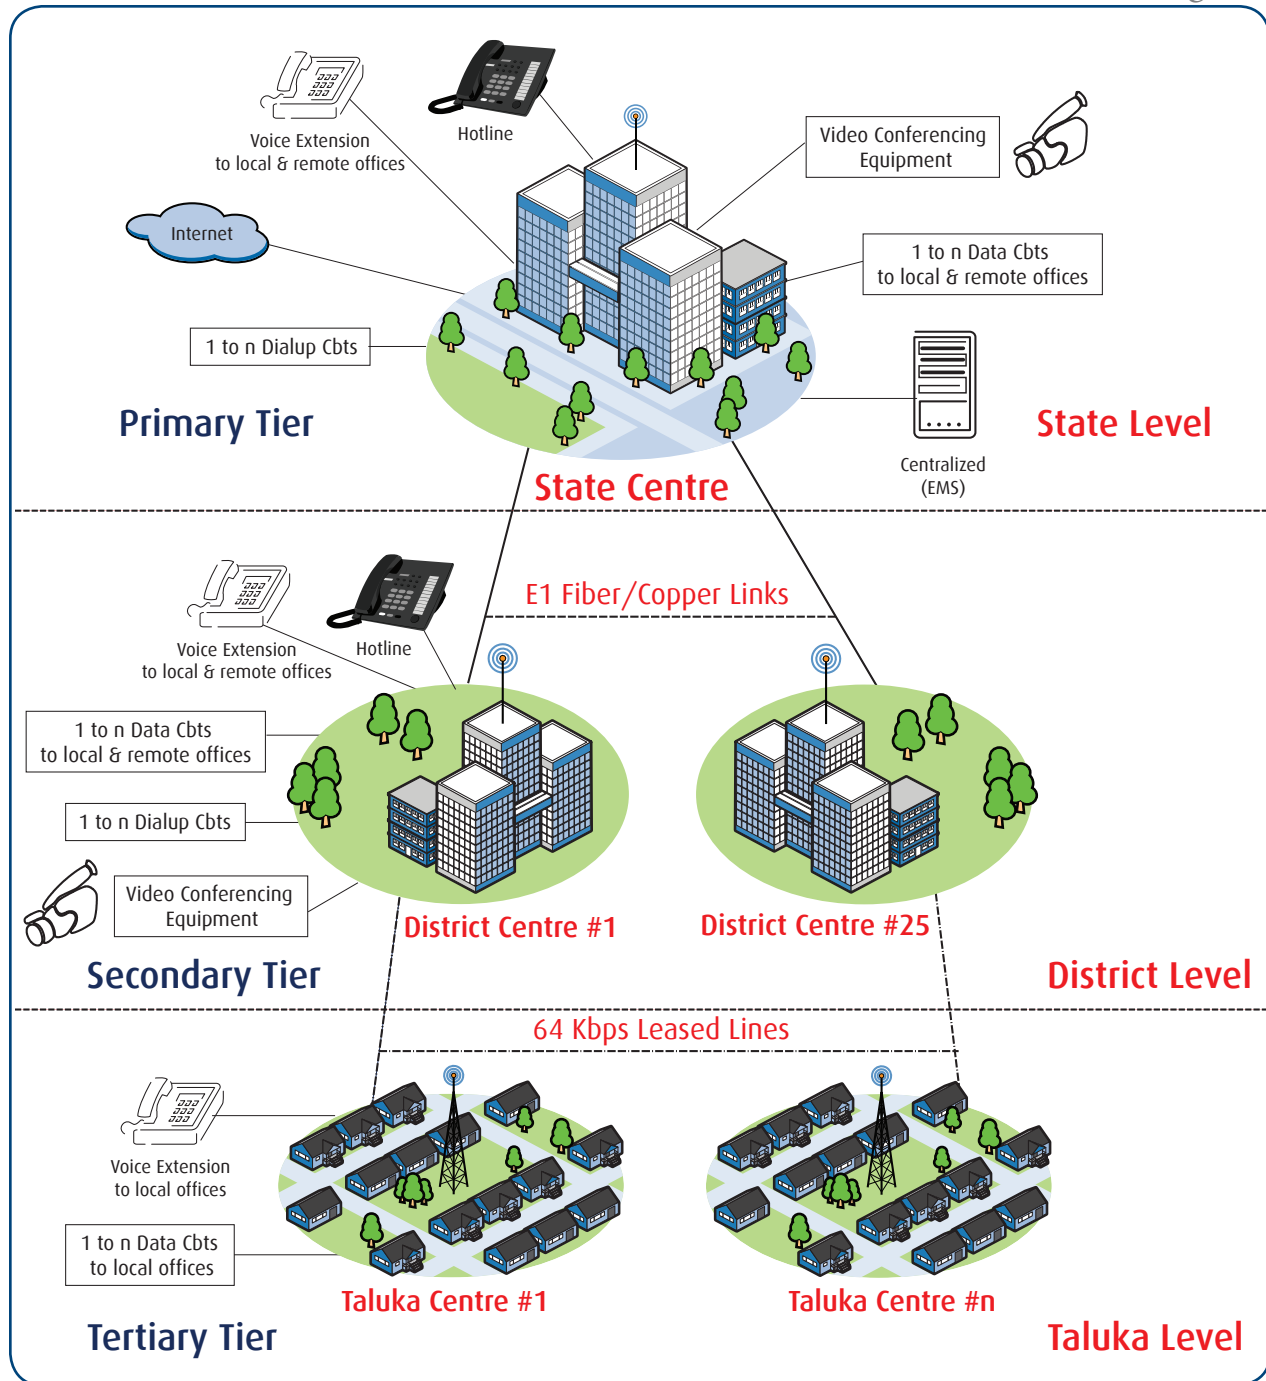 Hotline
Voice Extension
to local & remote offices
Video Conferencing
Equipment
Internet
1 to n Data Cbts
to local & remote offices
1 to n Dialup Cbts
Primary Tier
State Level
Centralized
(EMS)
State Centre
E1 Fiber/Copper Links
Voice Extension
to local & remote offices
Hotline
1 to n Data Cbts
to local & remote offices
1 to n Dialup Cbts
Video Conferencing
Equipment
District Centre #1
District Centre #25
Secondary Tier
District Level
64 Kbps Leased Lines
Voice Extension
to local offices
1 to n Data Cbts
to local offices
Taluka Centre #1
Taluka Centre #n
Tertiary Tier
Taluka Level